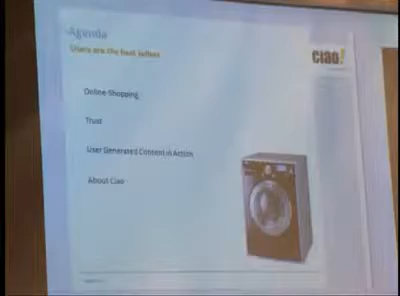 Agenda
Users are the best sellers
ciao!
Online-Shopping
Trust
User Generated Content in Action
About Ciao